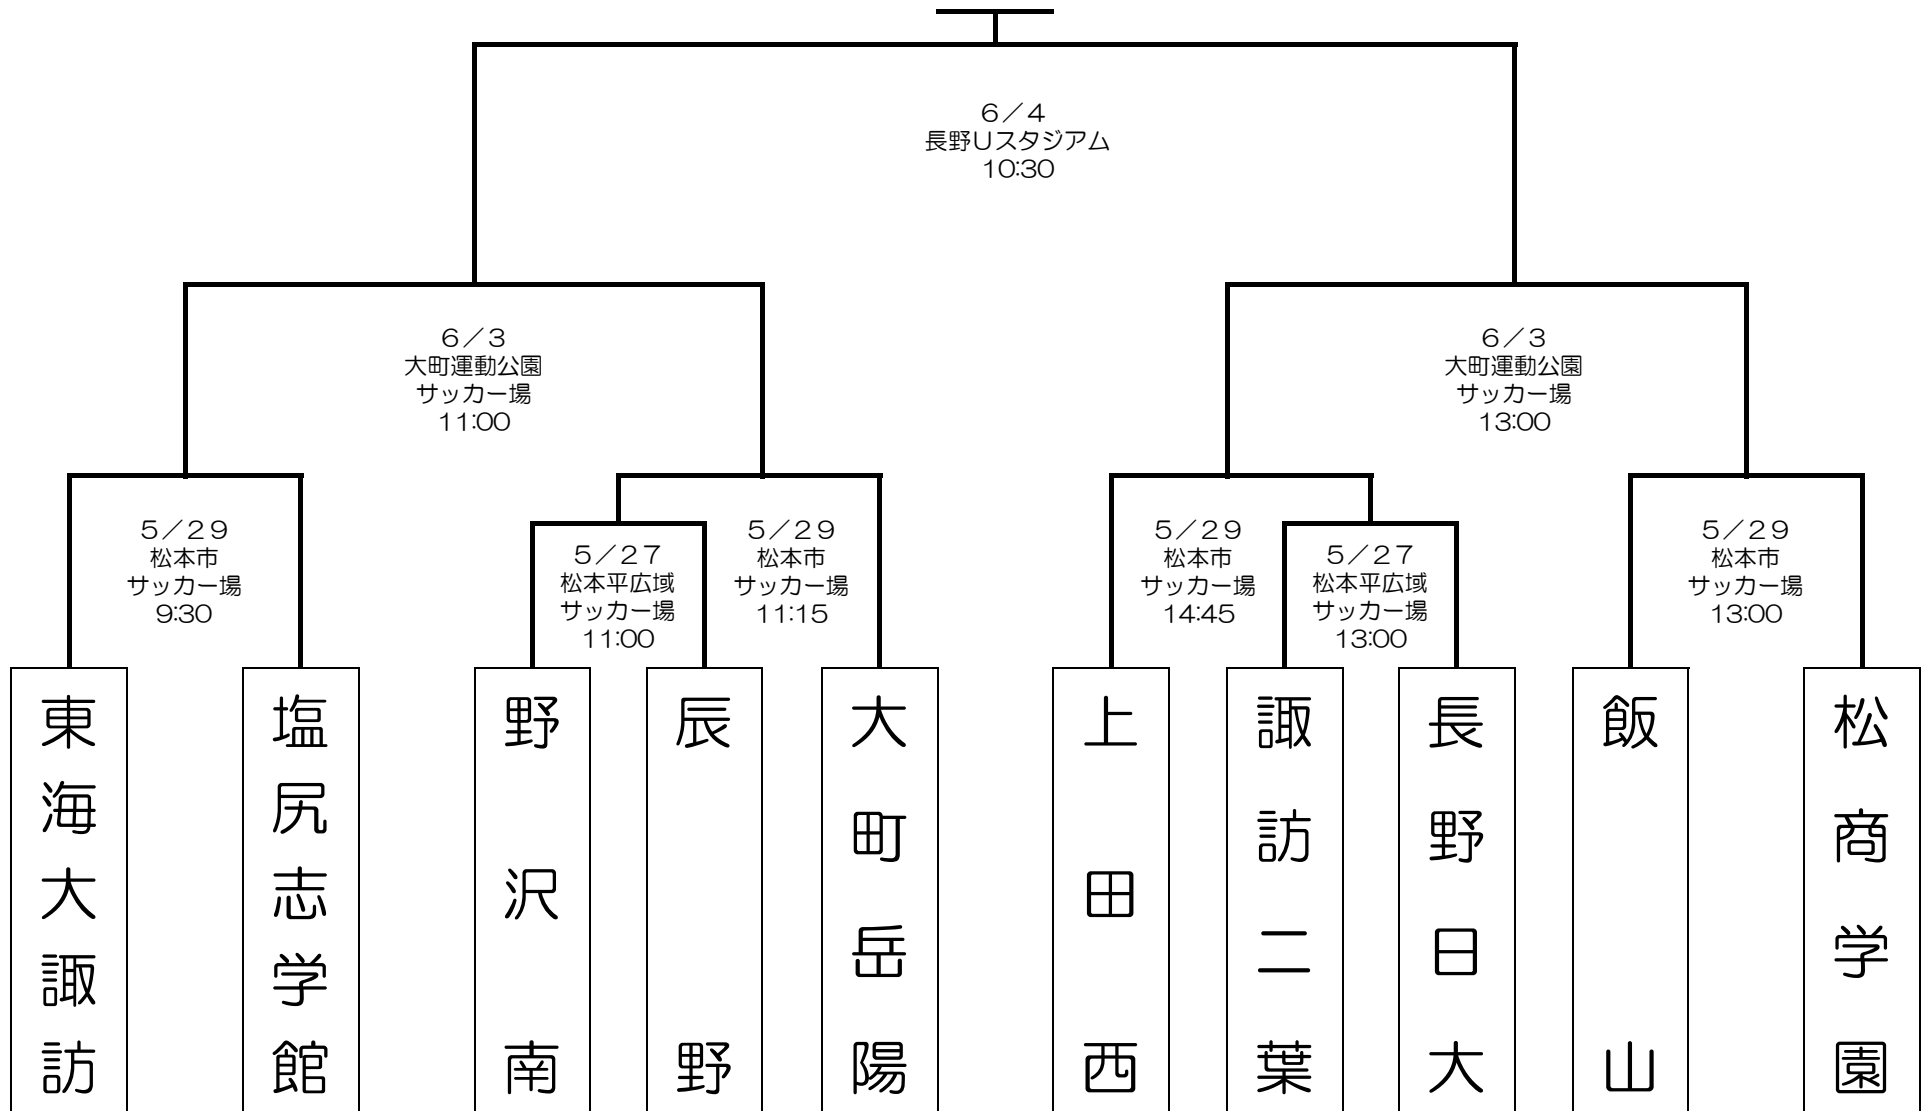 ６／４
長野Ｕスタジアム
10:30
６／３
大町運動公園
サッカー場
11:00
６／３
大町運動公園
サッカー場
13:00
５／２９
松本市
サッカー場
9:30
５／２７
松本平広域
サッカー場
11:00
５／２９
松本市
サッカー場
11:15
５／２９
松本市
サッカー場
14:45
５／２７
松本平広域
サッカー場
13:00
５／２９
松本市
サッカー場
13:00
東海大諏訪
塩尻志学館
野沢南
辰野
大町岳陽
上田西
諏訪二葉
長野日大
飯山
松商学園